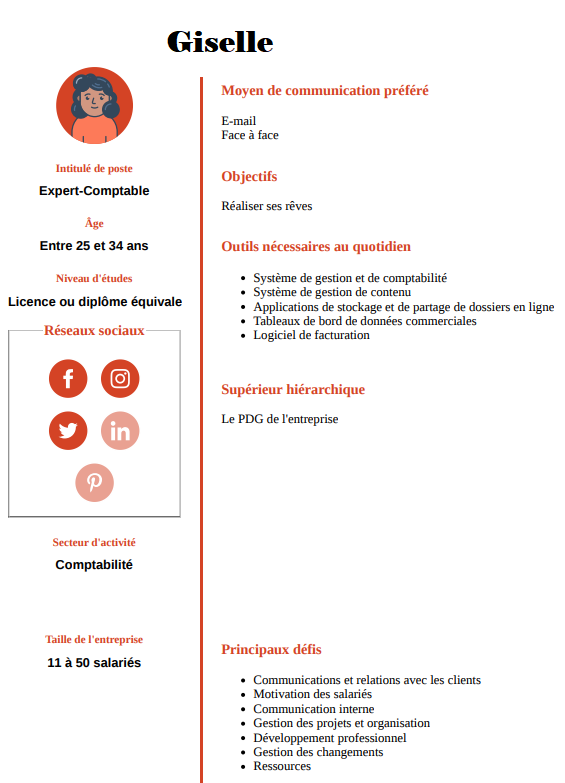 Giselle
Intitulé de poste
Expert-Comptable
Âge
Entre 25 et 34 ans
Niveau d'études
Licence ou diplôme équivale
Réseaux sociaux
Secteur d'activité
Comptabilité
Taille de l'entreprise
11 à 50 salariés
Moyen de communication préféré
E-mail
Face à face
Objectifs
Réaliser ses rêves
Outils nécessaires au quotidien
Système de gestion et de comptabilité
Système de gestion de contenu
Applications de stockage et de partage de dossiers en ligne
Tableaux de bord de données commerciales
Logiciel de facturation
Supérieur hiérarchique
Le PDG de l'entreprise
Principaux défis
Communications et relations avec les clients
Motivation des salariés
Communication interne
Gestion des projets et organisation
Développement professionnel
Gestion des changements
Ressources